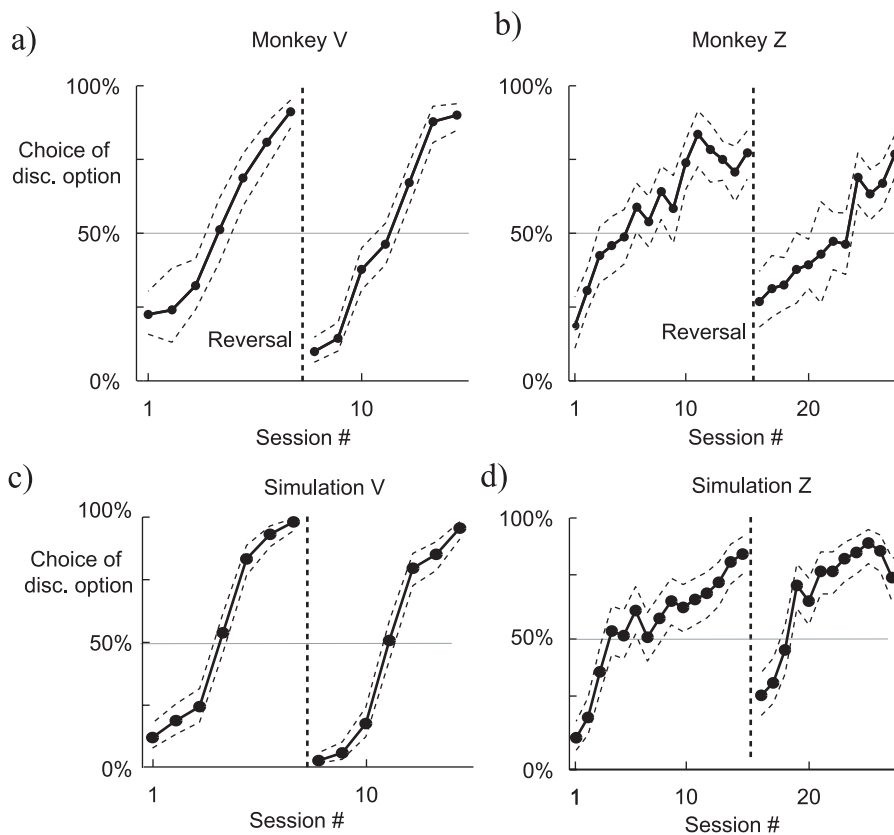 a)
Monkey V
100%
Choice of
disc. option
50%
Reversal
0%
1
10
Session #
b)
Monkey Z
100%
50%
Reversal
0%
1
10
20
Session #
c)
Simulation V
100%
Choice of
disc. option
50%
0%
1
10
Session #
d)
Simulation Z
100%
50%
0%
1
10
20
Session #